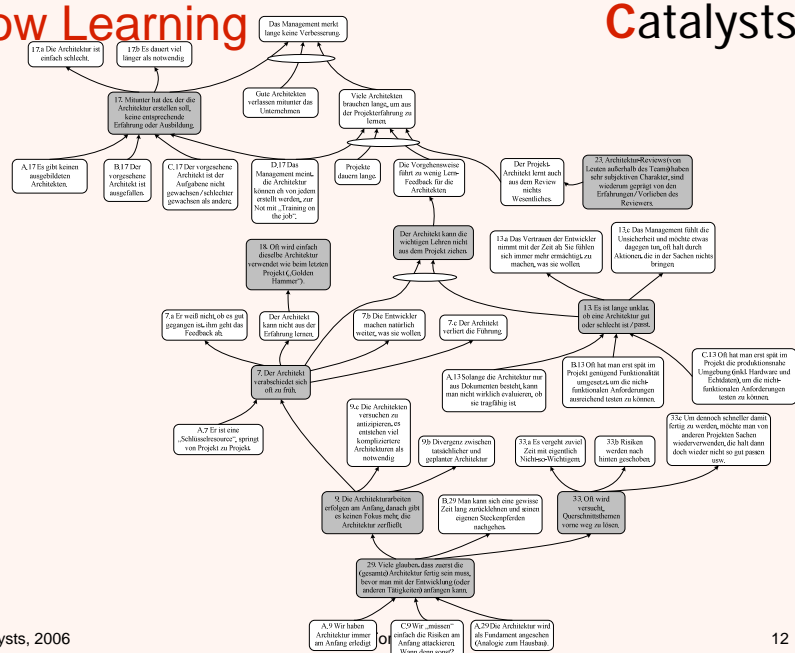 ow Learning
Catalysts
Das Management merkt
lange keine Verbesserung.
17.a Die Architektur ist
einfach schlecht.
17.b Es dauert viel
länger als notwendig
17. Mitunter hat der, der die
Architektur erstellen soll,
keine entsprechende
Erfahrung oder Ausbildung.
Gute Architekten
verlassen mitunter das
Unternehmen
Viele Architekten
brauchen lange, um aus
der Projekterfahrung zu
lernen.
A.17 Es gibt keinen
ausgebildeten
Architekten.
B.17 Der
vorgesehene
Architekt ist
ausgefallen.
C.17 Der vorgesehene
Architekt ist der
Aufgabe nicht
gewachsen/schlechter
gewachsen als andere.
D.17 Das
Management meint,
die Architektur
können eh von jedem
erstellt werden, zur
Not mit „Training on
the job“.
Projekte
dauern lange.
Die Vorgehensweise
führt zu wenig Lern-
Feedback für die
Architekten.
Der Projekt-
Architekt lernt auch
aus dem Review
nichts
Wesentliches.
23. Architektur-Reviews (von
Leuten außerhalb des Teams) haben
sehr subjektiven Charakter, sind
wiederum geprägt von den
Erfahrungen/Vorlieben des
Reviewers.
18. Oft wird einfach
dieselbe Architektur
verwendet wie beim letzten
Projekt („Golden
Hammer“).
Der Architekt kann die
wichtigen Lehren nicht
aus dem Projekt ziehen.
13.a Das Vertrauen der Entwickler
nimmt mit der Zeit ab. Sie fühlen
sich immer mehr ermächtigt, zu
machen, was sie wollen.
13.c Das Management fühlt die
Unsicherheit und möchte etwas
dagegen tun, oft halt durch
Aktionen, die in der Sachen nichts
bringen.
7.a Er weiß nicht, ob es gut
gegangen ist, ihm geht das
Feedback ab.
Der Architekt
kann nicht aus der
Erfahrung lernen.
7.b Die Entwickler
machen natürlich
weiter, was sie wollen.
7.c Der Architekt
verliert die Führung.
13. Es ist lange unklar,
ob eine Architektur gut
oder schlecht ist / passt.
7. Der Architekt
verabschiedet sich
oft zu früh.
A.13 Solange die Architektur nur
aus Dokumenten besteht, kann
man nicht wirklich evaluieren, ob
sie tragfähig ist.
B.13 Oft hat man erst spät im
Projekt genügend Funktionalität
umgesetzt, um die nicht-
funktionalen Anforderungen
ausreichend testen zu können.
C.13 Oft hat man erst spät im
Projekt die produktionsnahe
Umgebung (inkl. Hardware und
Echtdaten), um die nicht-
funktionalen Anforderungen
testen zu können.
A.7 Er ist eine
„Schlüsselresource“, springt
von Projekt zu Projekt.
9.c Die Architekten
versuchen zu
antizipieren, es
entstehen viel
kompliziertere
Architekturen als
notwendig
9.b Divergenz zwischen
tatsächlicher und
geplanter Architektur
33.a Es vergeht zuviel
Zeit mit eigentlich
Nicht-so-Wichtigem.
33.b Risiken
werden nach
hinten geschoben.
33.c Um dennoch schneller damit
fertig zu werden, möchte man von
anderen Projekten Sachen
wiederverwenden, die halt dann
doch wieder nicht so gut passen
usw.
9. Die Architekturarbeiten
erfolgen am Anfang, danach gibt
es keinen Fokus mehr, die
Architektur zerfließt.
B.29 Man kann sich eine gewisse
Zeit lang zurücklehnen und seinen
eigenen Steckenpferden
nachgehen.
33. Oft wird
versucht,
Querschnittsthemen
vorne weg zu lösen.
29. Viele glauben, dass zuerst die
(gesamte) Architektur fertig sein muss,
bevor man mit der Entwicklung (oder
anderen Tätigkeiten) anfangen kann.
A.9 Wir haben
Architektur immer
am Anfang erledigt
C.9 Wir „müssen“
einfach die Risiken am
Anfang attackieren.
Wann denn sonst?
A.29 Die Architektur wird
als Fundament angesehen
(Analogie zum Hausbau).
ysts, 2006
or
12